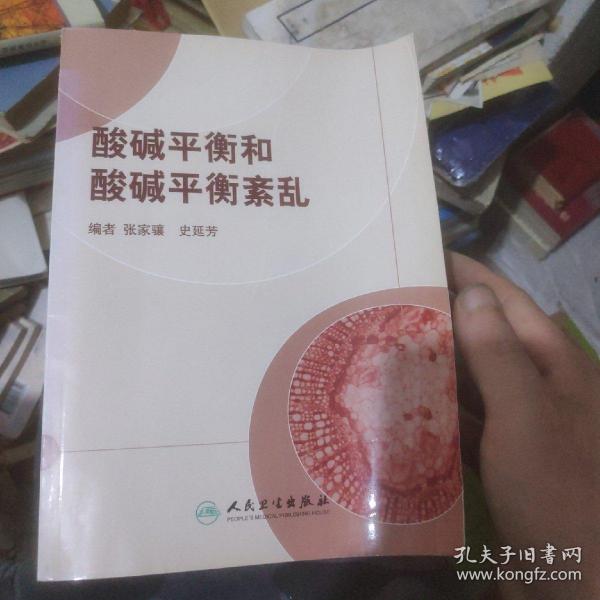 酸碱平衡和
酸碱平衡紊乱
编者 张家骧 史延芳
人民卫生出版社
PEOPLE'S MEDICAL PUBLISHING HOUSE
孔夫子旧书网
www.kongfz.com